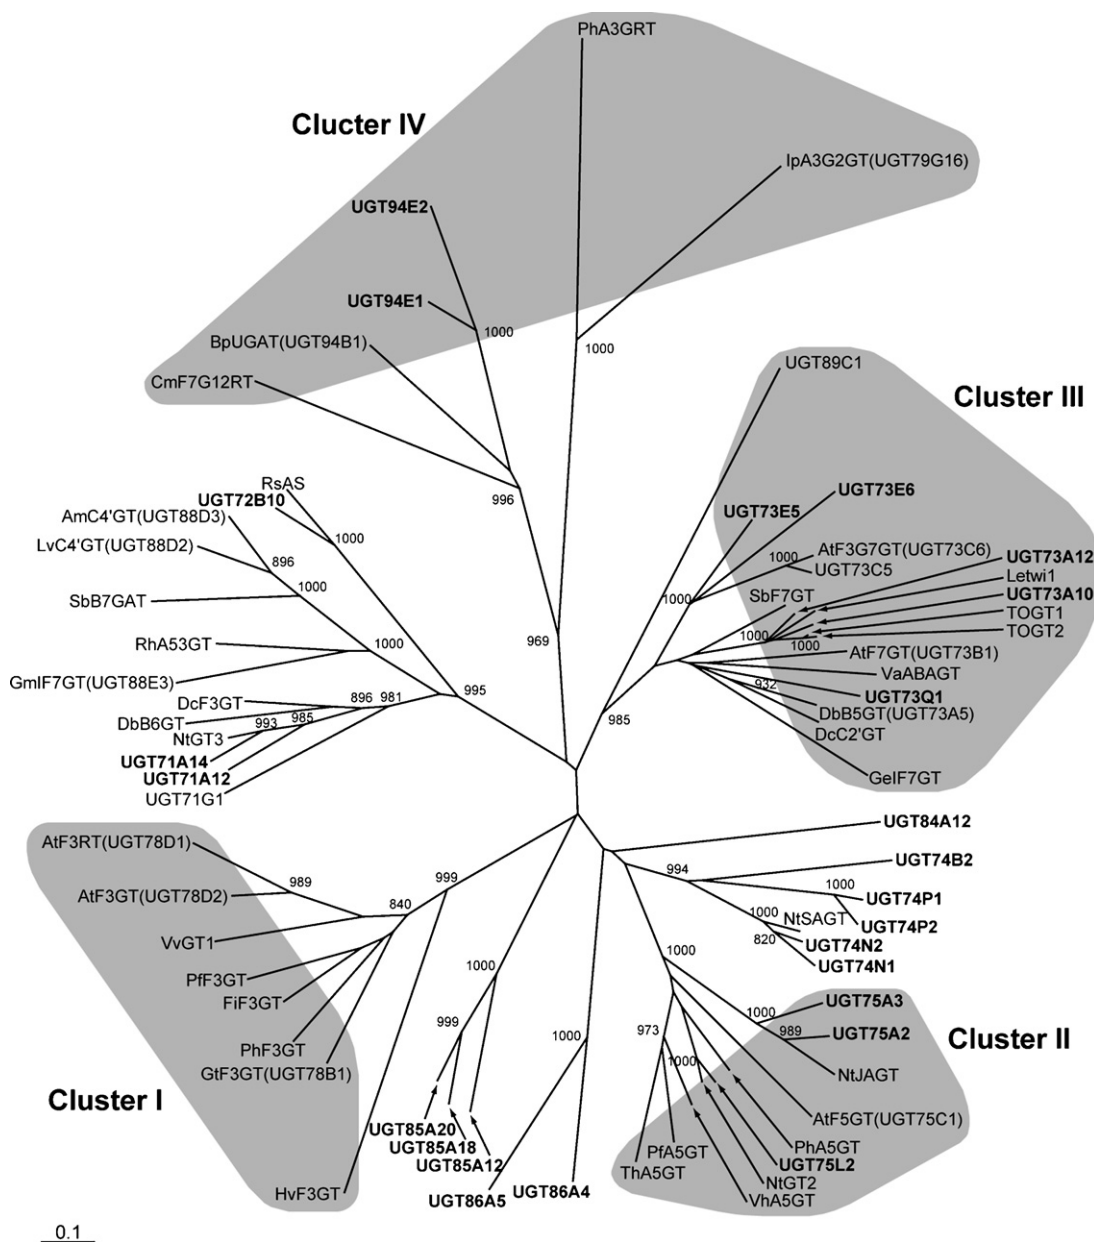 PhA3GRT
Clucter IV
IpA3G2GT(UGT79G16)
UGT94E2
UGT94E1
1000
BpUGAT(UGT94B1)
1000
CmF7G12RT
UGT89C1
Cluster III
996
RsAS
UGT72B10
AmC4'GT(UGT88D3)
1000
LvC4'GT(UGT88D2)
896
1000
SbB7GAT
RhA53GT
1000
GmIF7GT(UGT88E3)
DcF3GT
896
981
995
DbB6GT
993
985
NtGT3
UGT71A14
UGT71A12
UGT71G1
969
UGT73E6
UGT73E5
AtF3G7GT(UGT73C6)
1000
UGT73C5
UGT73A12
Letwi1
UGT73A10
1000
SbF7GT
TOGT1
TOGT2
1000
1000
AtF7GT(UGT73B1)
VaABAGT
932
UGT73Q1
DbB5GT(UGT73A5)
985
DcC2'GT
GeIF7GT
UGT84A12
UGT74B2
994
1000
UGT74P1
NtSAGT
UGT74P2
1000
820
UGT74N2
UGT74N1
AtF3RT(UGT78D1)
989
999
AtF3GT(UGT78D2)
840
VvGT1
PfF3GT
FiF3GT
PhF3GT
GtF3GT(UGT78B1)
Cluster I
HvF3GT
1000
999
1000
UGT85A20
UGT85A18
UGT85A12
UGT86A5
UGT86A4
1000
1000
UGT75A3
989
UGT75A2
Cluster II
973
1000
NtJAGT
AtF5GT(UGT75C1)
PhA5GT
PfA5GT
UGT75L2
ThA5GT
NtGT2
VhA5GT
0.1